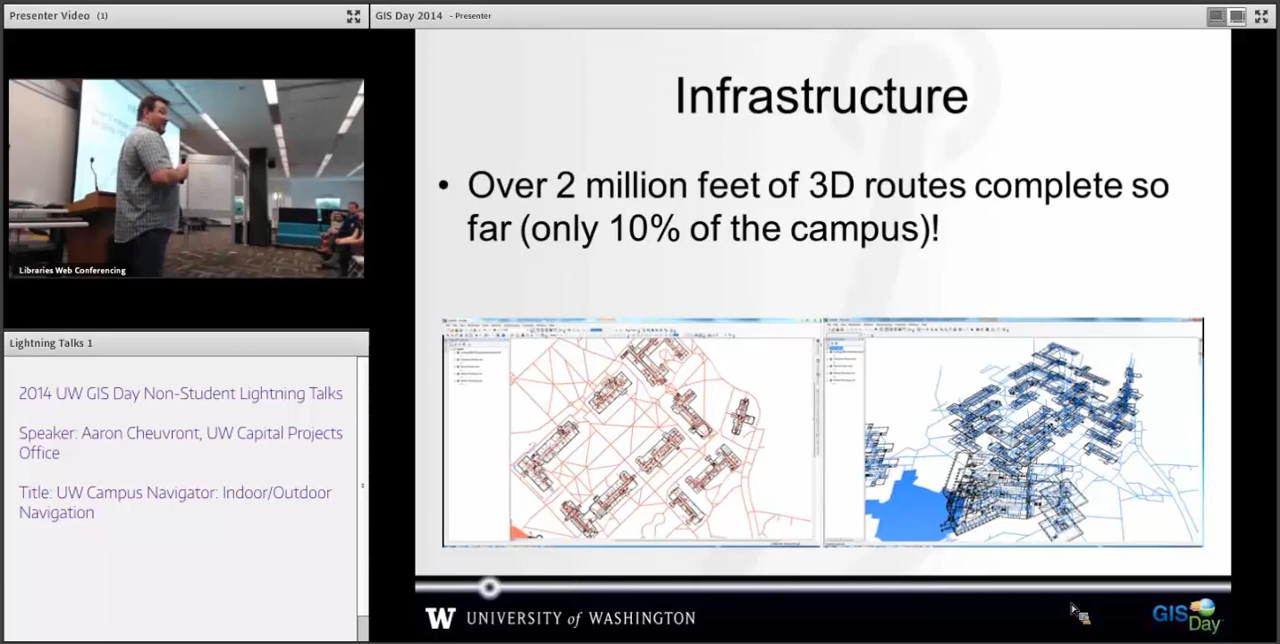 Presenter Video (1)
GIS Day 2014 - Presenter
Libraries Web Conferencing
Lightning Talks 1
2014 UW GIS Day Non-Student Lightning Talks
Speaker: Aaron Cheuvront, UW Capital Projects
Office
Title: UW Campus Navigator: Indoor/Outdoor
Navigation
Infrastructure
• Over 2 million feet of 3D routes complete so
far (only 10% of the campus)!
W UNIVERSITY of WASHINGTON
GIS
Day